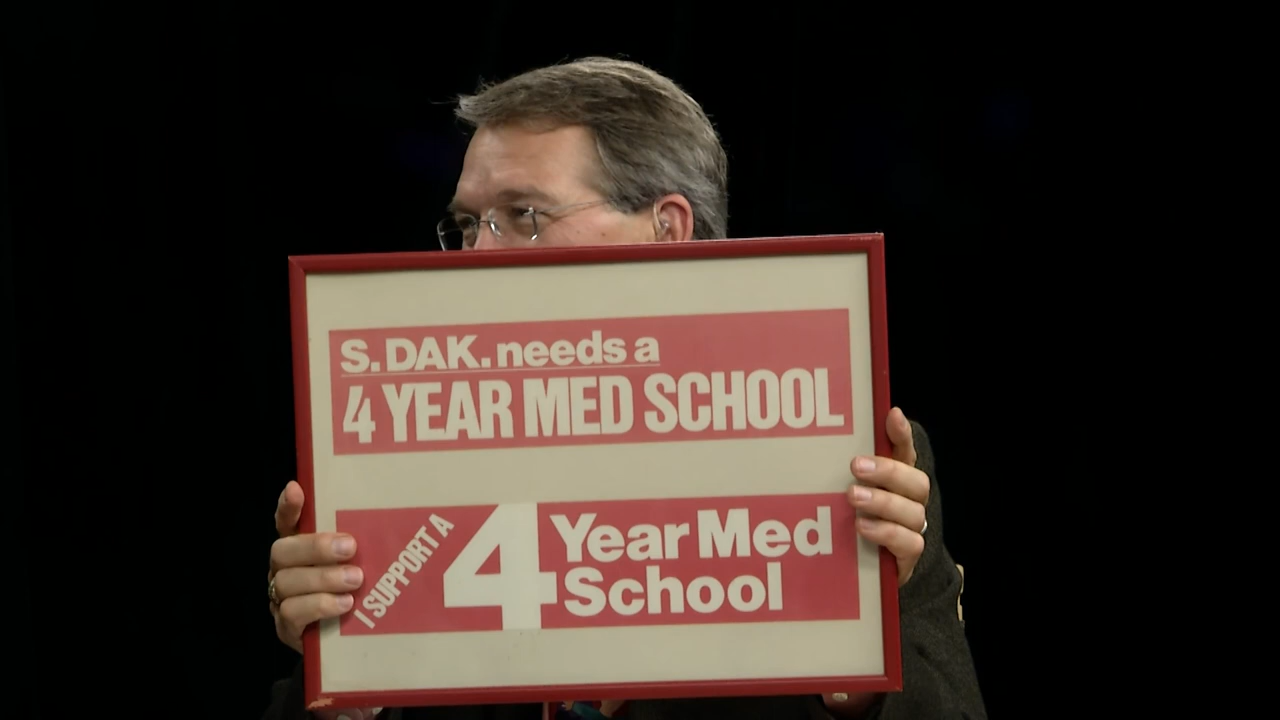 S. DAK. needs a
4 YEAR MED SCHOOL
I SUPPORT A
4
Year Med
School